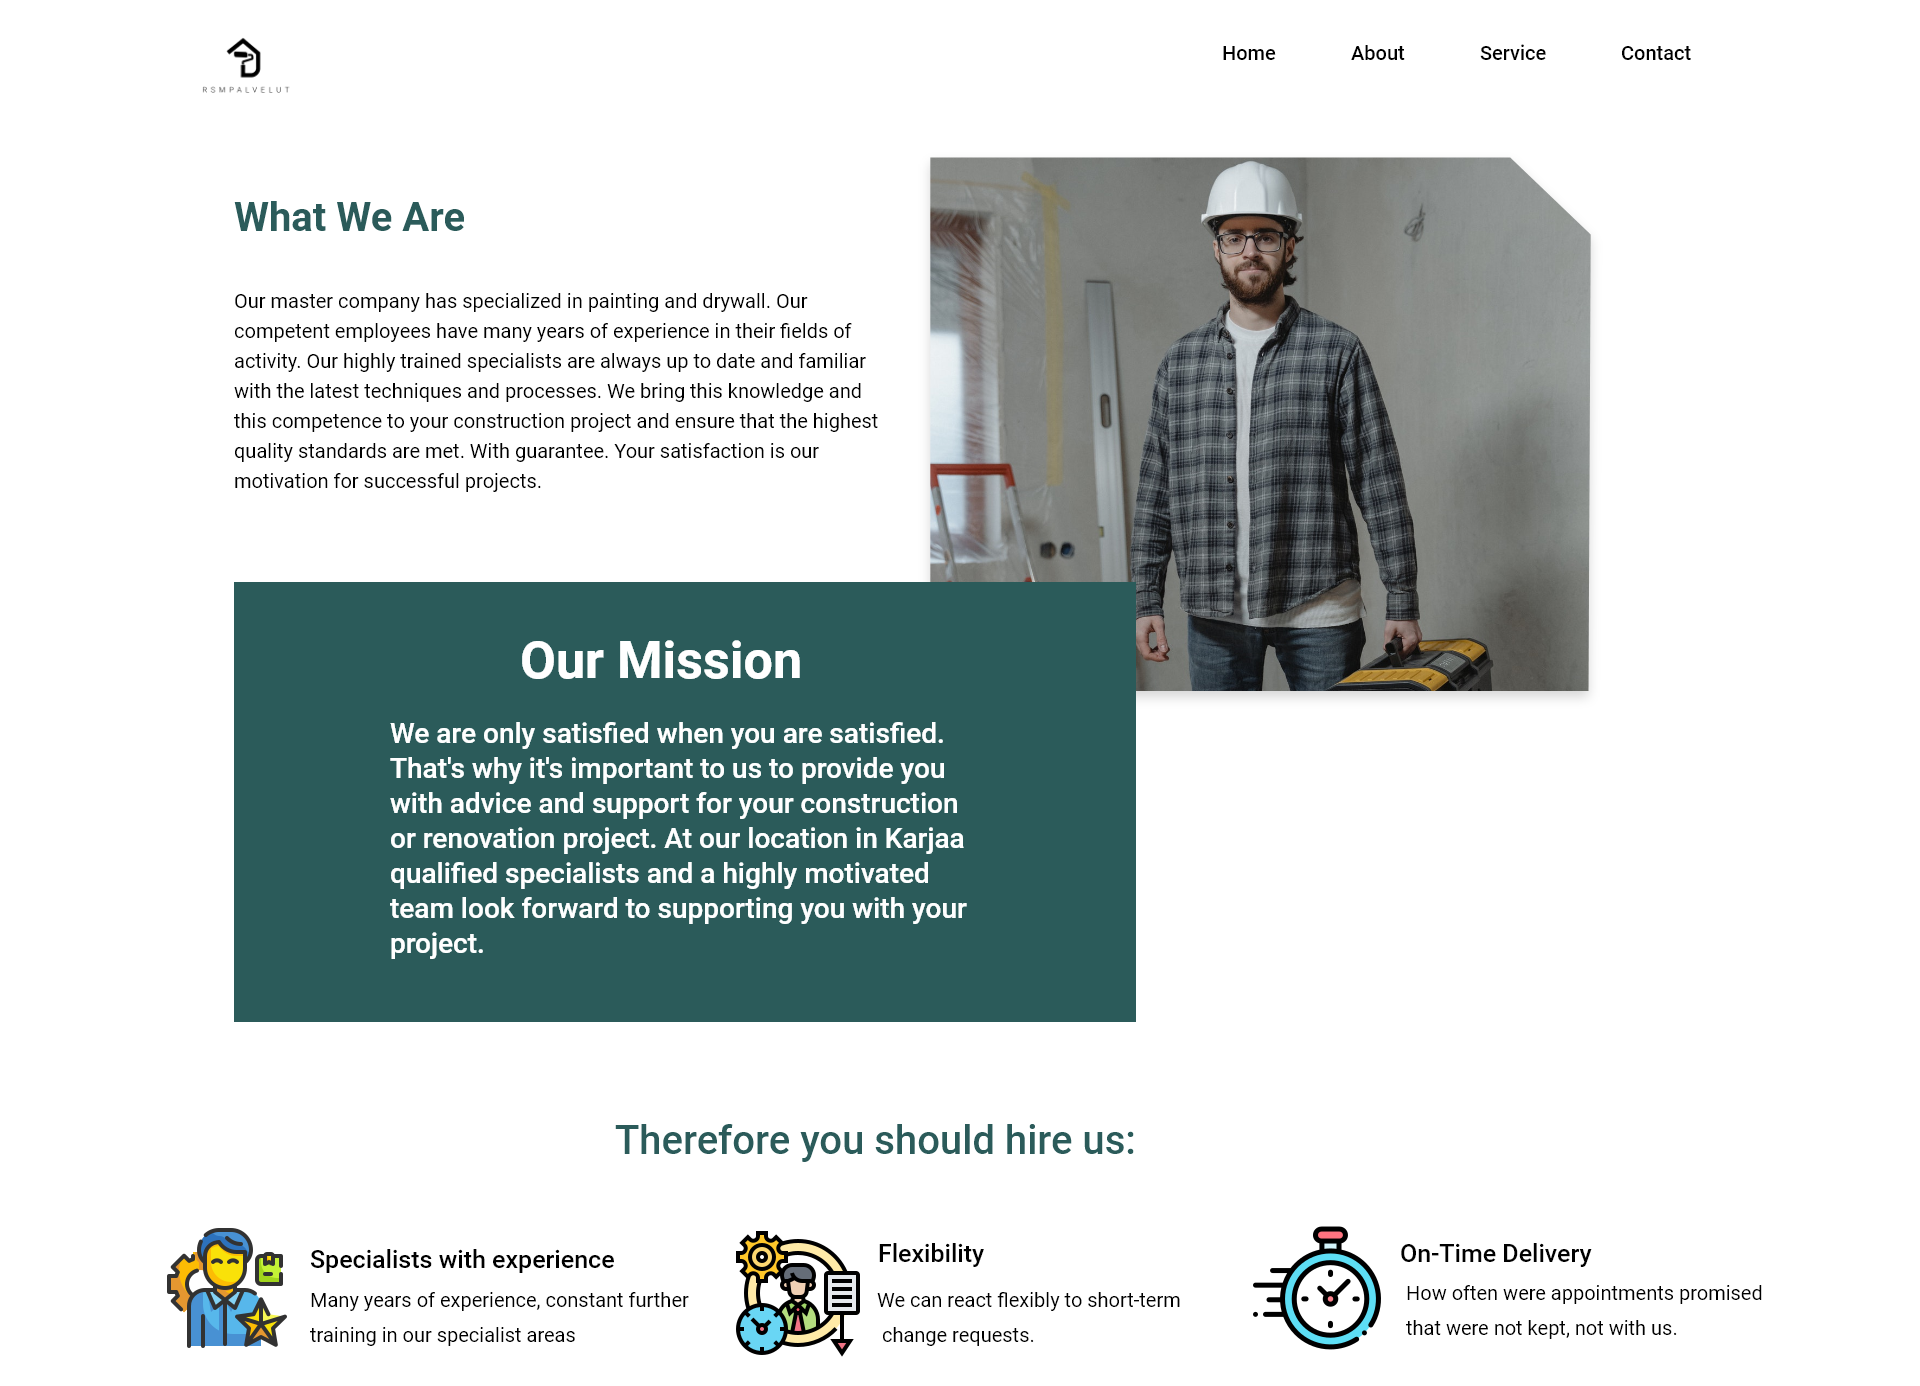 RSMPALVELUT
Home About Service Contact
What We Are
Our master company has specialized in painting and drywall. Our
competent employees have many years of experience in their fields of
activity. Our highly trained specialists are always up to date and familiar
with the latest techniques and processes. We bring this knowledge and
this competence to your construction project and ensure that the highest
quality standards are met. With guarantee. Your satisfaction is our
motivation for successful projects.
Our Mission
We are only satisfied when you are satisfied.
That's why it's important to us to provide you
with advice and support for your construction
or renovation project. At our location in Karjaa
qualified specialists and a highly motivated
team look forward to supporting you with your
project.
Therefore you should hire us:
Specialists with experience
Many years of experience, constant further
training in our specialist areas
Flexibility
We can react flexibly to short-term
change requests.
On-Time Delivery
How often were appointments promised
that were not kept, not with us.